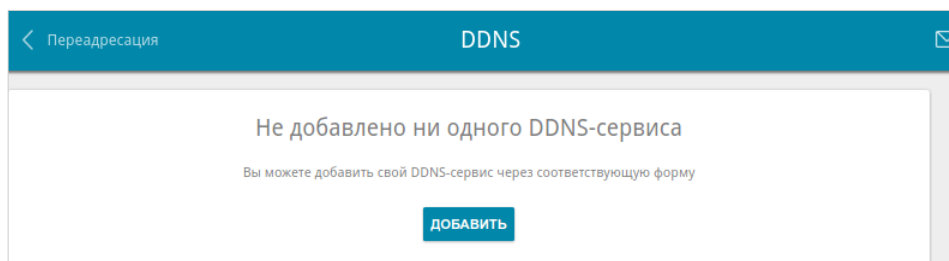 Переадресация
DDNS
Не добавлено ни одного DDNS-сервиса
Вы можете добавить свой DDNS-сервис через соответствующую форму
ДОБАВИТЬ